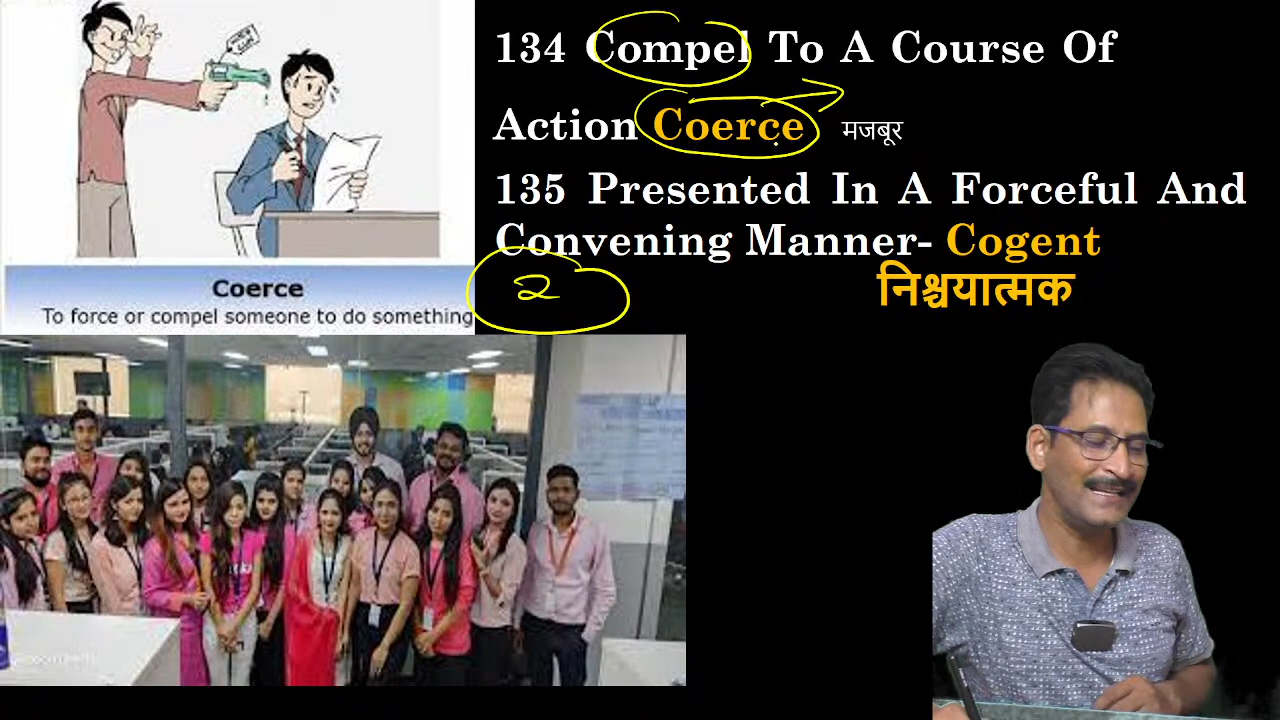 134 Compel To A Course Of
Action Coerce मजबूर
135 Presented In A Forceful And
Convening Manner- Cogent
निश्चयात्मक
2
Coerce
To force or compel someone to do something